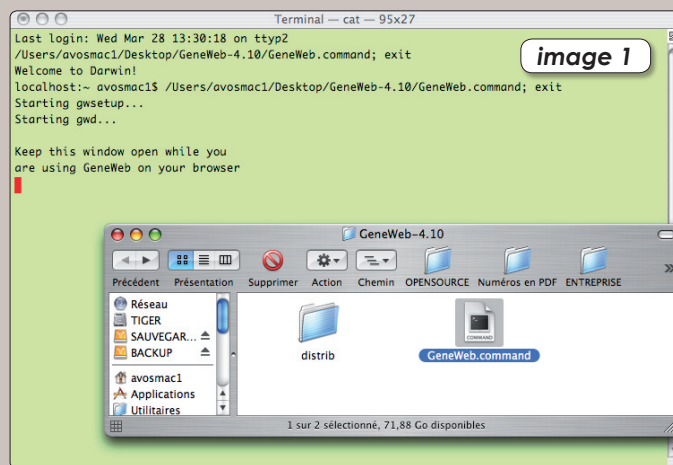 Terminal — cat — 95x27
Last login: Wed Mar 28 13:30:18 on ttyp2
/Users/avosmac1/Desktop/GeneWeb-4.10/GeneWeb.command; exit
Welcome to Darwin!
localhost:~ avosmac1$ /Users/avosmac1/Desktop/GeneWeb-4.10/GeneWeb.command; exit
Starting gwsetup...
Starting gwd...
Keep this window open while you
are using GeneWeb on your browser
image 1
GeneWeb-4.10
Précédent Présentation Supprimer Action Chemin OPENSOURCE Numéros en PDF ENTREPRISE
Réseau
TIGER
SAUVEGAR...
BACKUP
avosmac1
Applications
Utilitaires
distrib
COMMAND
GeneWeb.command
1 sur 2 sélectionné, 71,88 Go disponibles